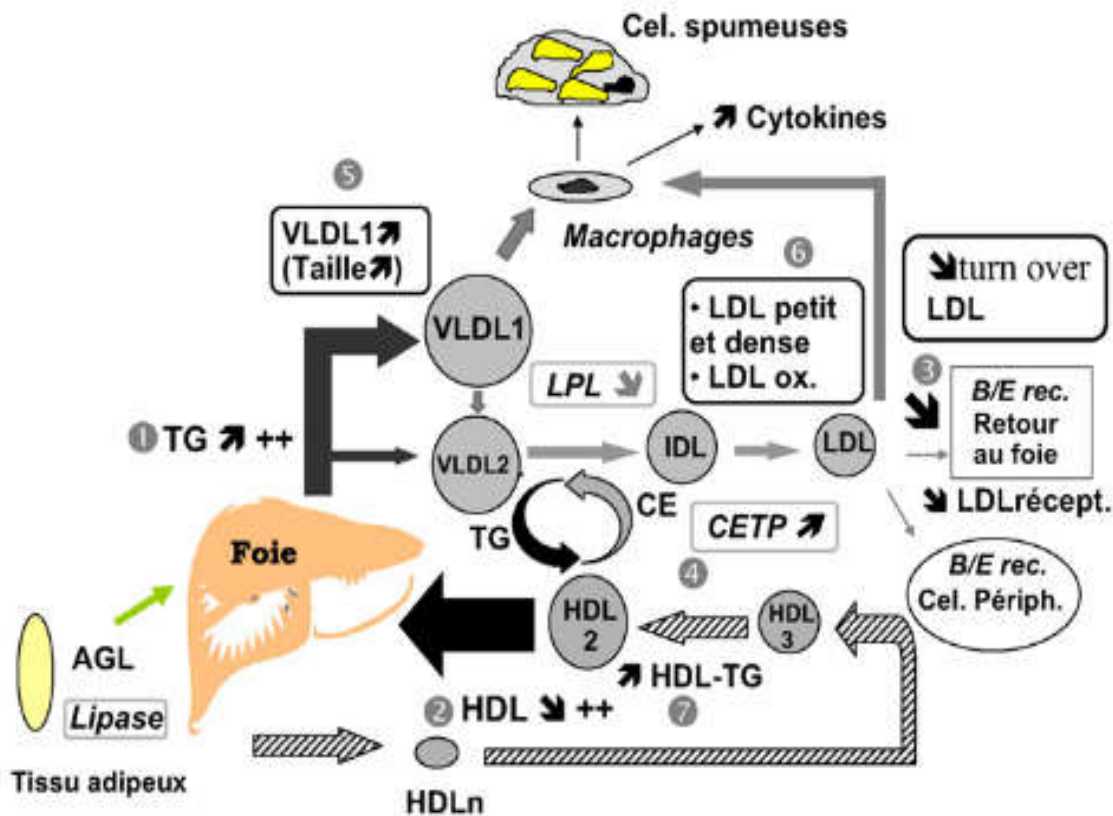 Cel. spumeuses
↗ Cytokines
5
VLDL1↗
(Taille↗)
Macrophages
6
↘turn over
LDL
• LDL petit
et dense
• LDL ox.
VLDL1
LPL ↘
3
B/E rec.
Retour
au foie
1 TG ↗ ++
VLDL2
IDL
LDL
↘ LDLrécept.
TG
CE
CETP ↗
4
Foie
B/E rec.
Cel. Périph.
HDL
2
HDL
3
AGL
Lipase
↗ HDL-TG
2 HDL ↘ ++
7
Tissu adipeux
HDLn